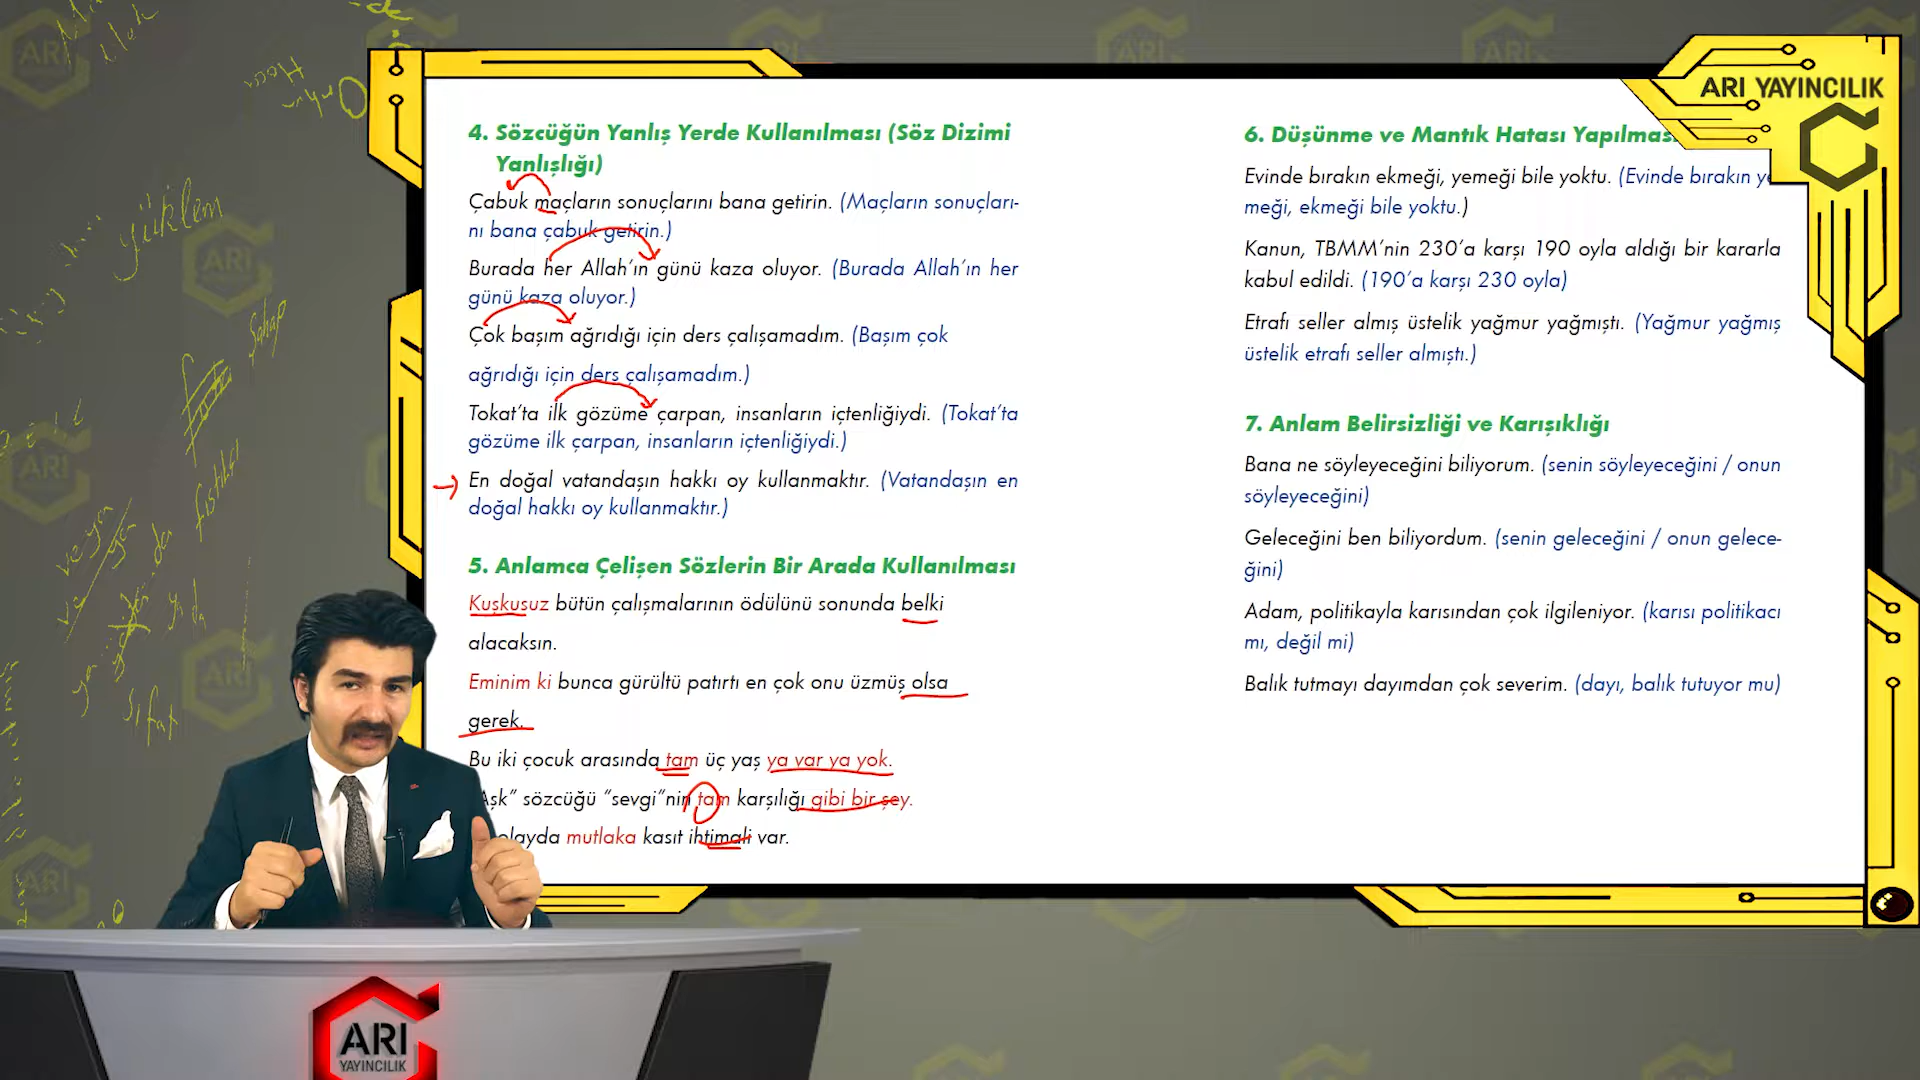 ARI YAYINCILIK
4. Sözcüğün Yanlış Yerde Kullanılması (Söz Dizimi
Yanlışlığı)
Çabuk maçların sonuçlarını bana getirin. (Maçların sonuçları-
nı bana çabuk getirin.)
Burada her Allah'ın günü kaza oluyor. (Burada Allah'ın her
günü kaza oluyor.)
Çok başım ağrıdığı için ders çalışamadım. (Başım çok
ağrıdığı için ders çalışamadım.)
Tokat'ta ilk gözüme çarpan, insanların içtenliğiydi. (Tokat'ta
gözüme ilk çarpan, insanların içtenliğiydi.)
En doğal vatandaşın hakkı oy kullanmaktır. (Vatandaşın en
doğal hakkı oy kullanmaktır.)
5. Anlamca Çelişen Sözlerin Bir Arada Kullanılması
Kuşkusuz bütün çalışmalarının ödülünü sonunda belki
alacaksın.
Eminim ki bunca gürültü patırtı en çok onu üzmüş olsa
gerek.
Bu iki çocuk arasında tam üç yaş ya var ya yok.
Aşk" sözcüğü "sevgi"nin tam karşılığı gibi bir şey.
olayda mutlaka kasıt ihtimali var.
6. Düşünme ve Mantık Hatası
Evinde bırakın ekmeği, yemeği bile yoktu. (Evinde bırakın ye
meği, ekmeği bile yoktu.)
Kanun, TBMM'nin 230'a karşı 190 oyla aldığı bir kararla
kabul edildi. (190'a karşı 230 oyla)
Etrafı seller almış üstelik yağmur yağmıştı. (Yağmur yağmış
üstelik etrafı seller almıştı.)
7. Anlam Belirsizliği ve Karışıklığı
Bana ne söyleyeceğini biliyorum. (senin söyleyeceğini / onun
söyleyeceğini)
Geleceğini ben biliyordum. (senin geleceğini / onun gelece-
ğini)
Adam, politikayla karısından çok ilgileniyor. (karısı politikacı
mı, değil mi)
Balık tutmayı dayımdan çok severim. (dayı, balık tutuyor mu)
yüklem
sıfat
ARI
YAYINCILIK